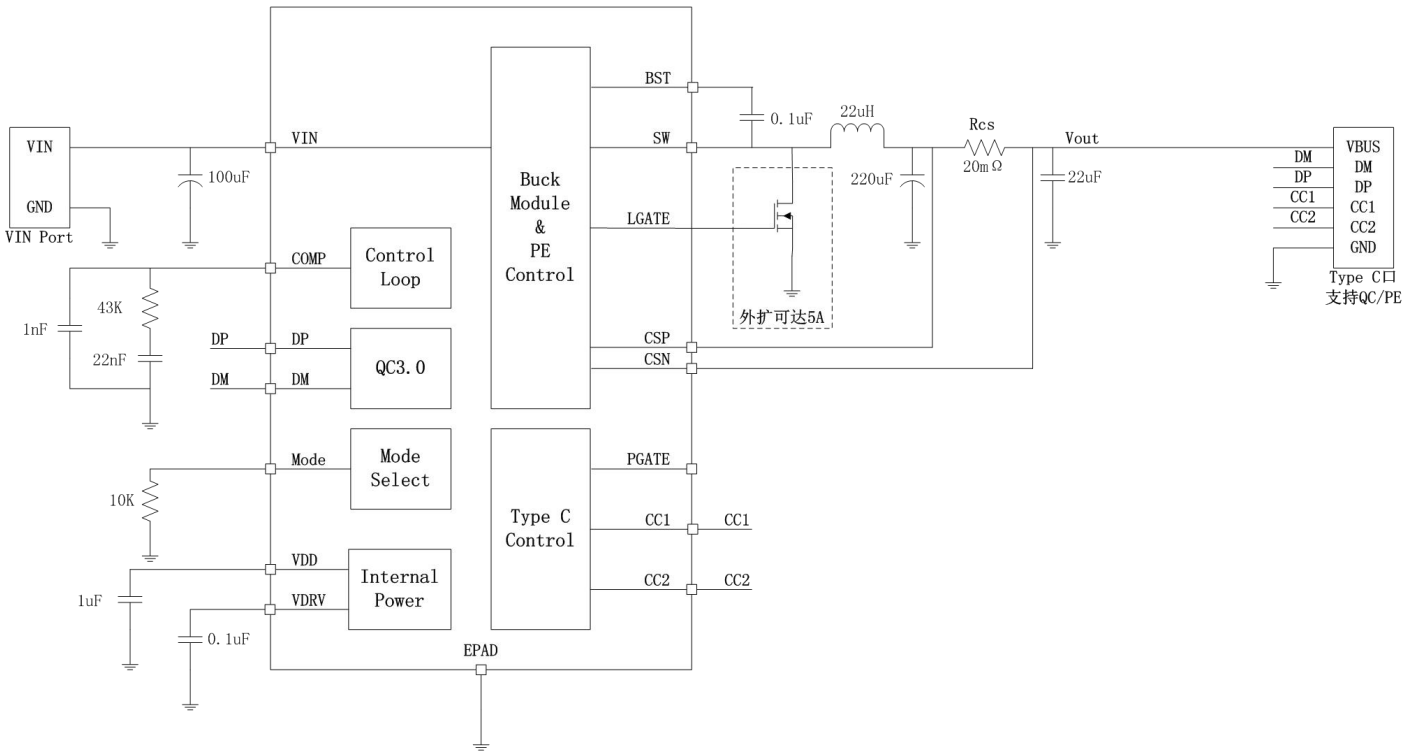 BST
0.1uF
22uH
SW
Rcs
20mΩ
Vout
VIN
GND
VIN Port
100uF
VIN
Buck
Module
&
PE
Control
220uF
22uF
VBUS
DM
DP
CC1
CC2
GND
DM
DP
CC1
CC2
Type C口
支持QC/PE
LGATE
外扩可达5A
COMP
Control
Loop
43K
1nF
22nF
DP
DP
DM
DM
QC3.0
CSP
CSN
Mode
Mode
Select
10K
PGATE
Type C
Control
CC1
CC1
CC2
CC2
VDD
VDRV
Internal
Power
1uF
0.1uF
EPAD